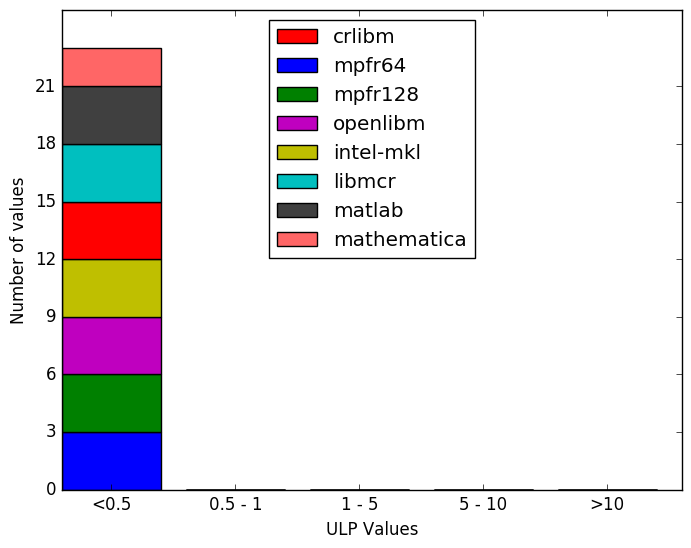 crlibm
mpfr64
mpfr128
openlibm
intel-mkl
libmcr
matlab
mathematica
Number of values
21
18
15
12
9
6
3
0
<0.5
0.5 - 1
1 - 5
5 - 10
>10
ULP Values